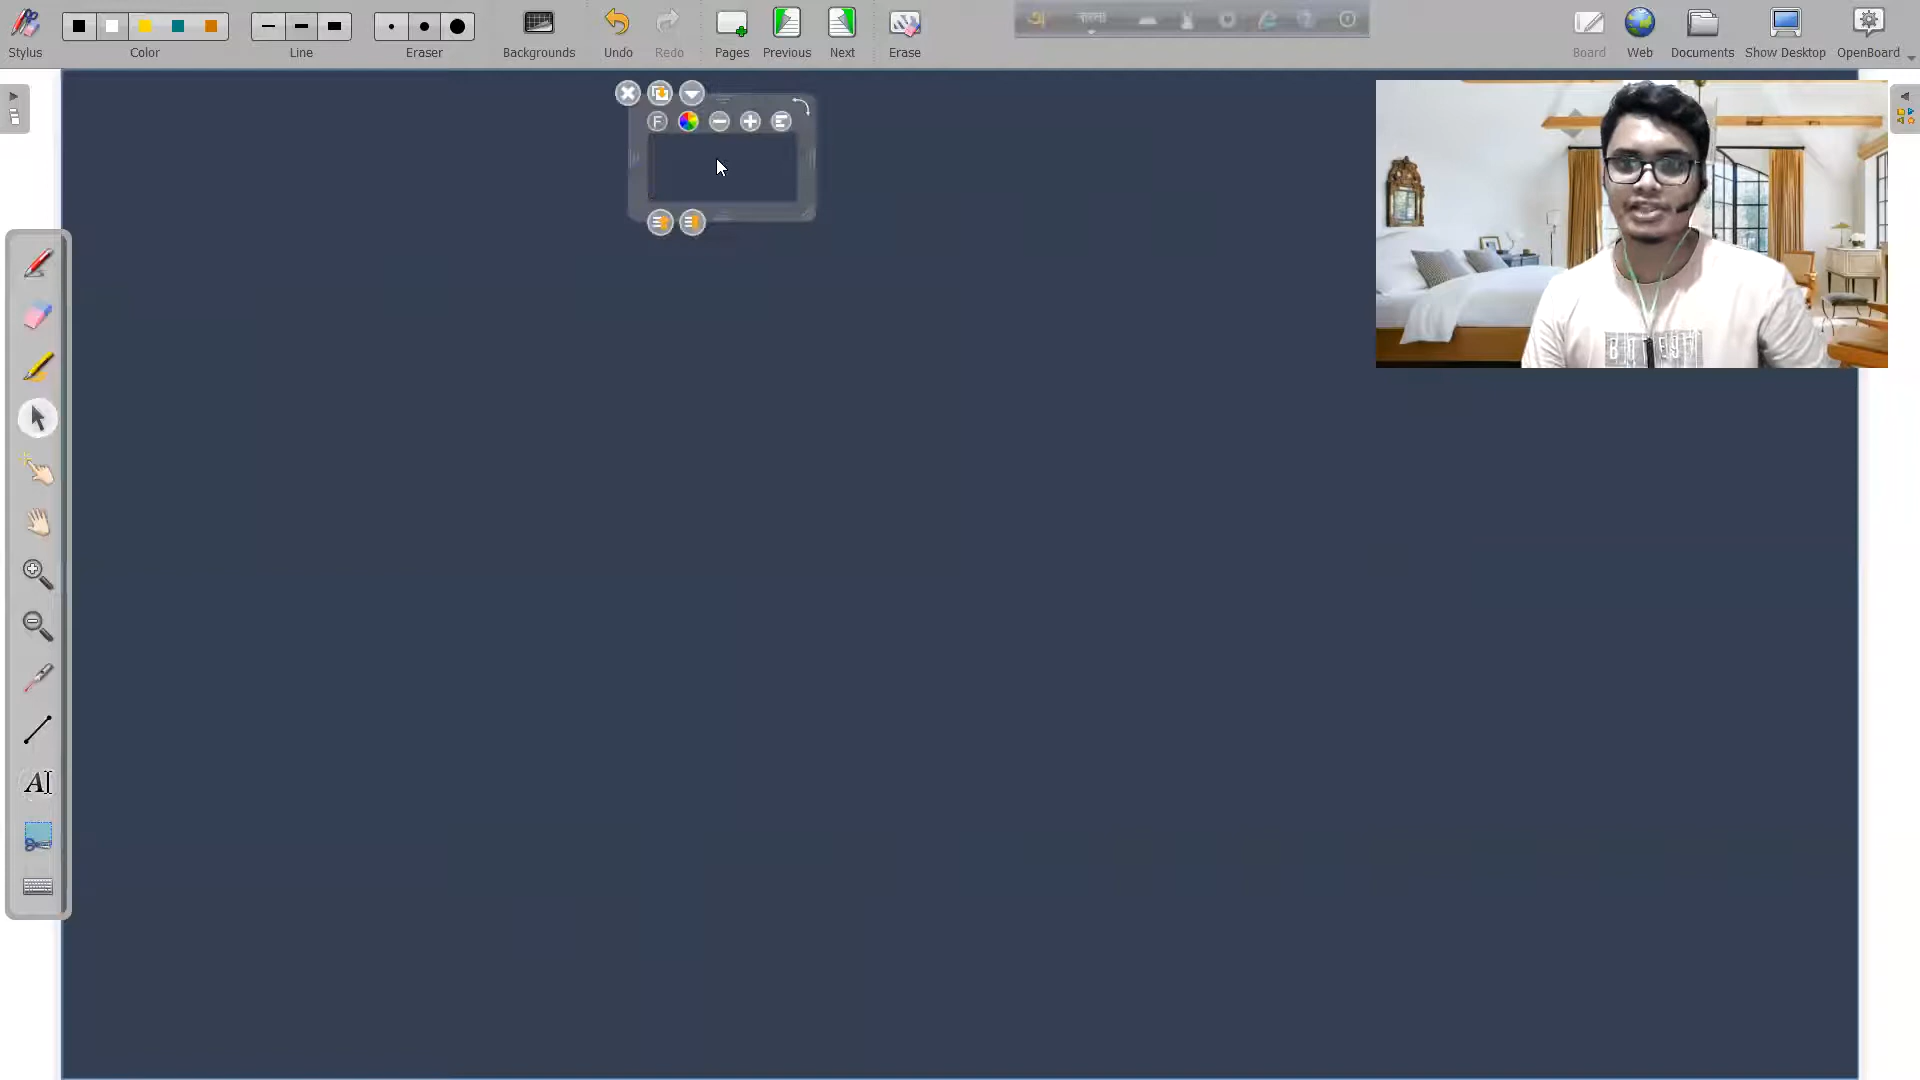 Stylus
Color
Line
Eraser
Backgrounds
Undo
Redo
Pages
Previous
Next
Erase
বাংলা
Board
Web
Documents
Show Desktop
OpenBoard
F
A